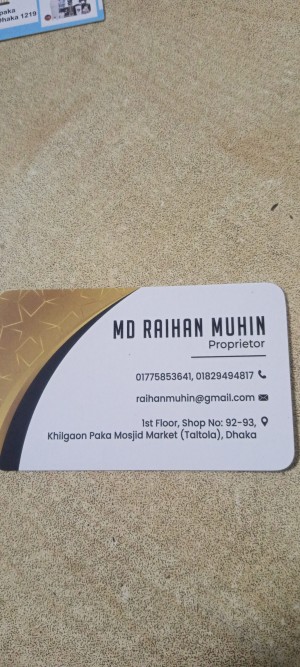 paka
Dhaka 1219
MD RAIHAN MUHIN
Proprietor
01775853641, 01829494817
raihanmuhin@gmail.com
1st Floor, Shop No: 92-93,
Khilgaon Paka Mosjid Market (Taltola), Dhaka